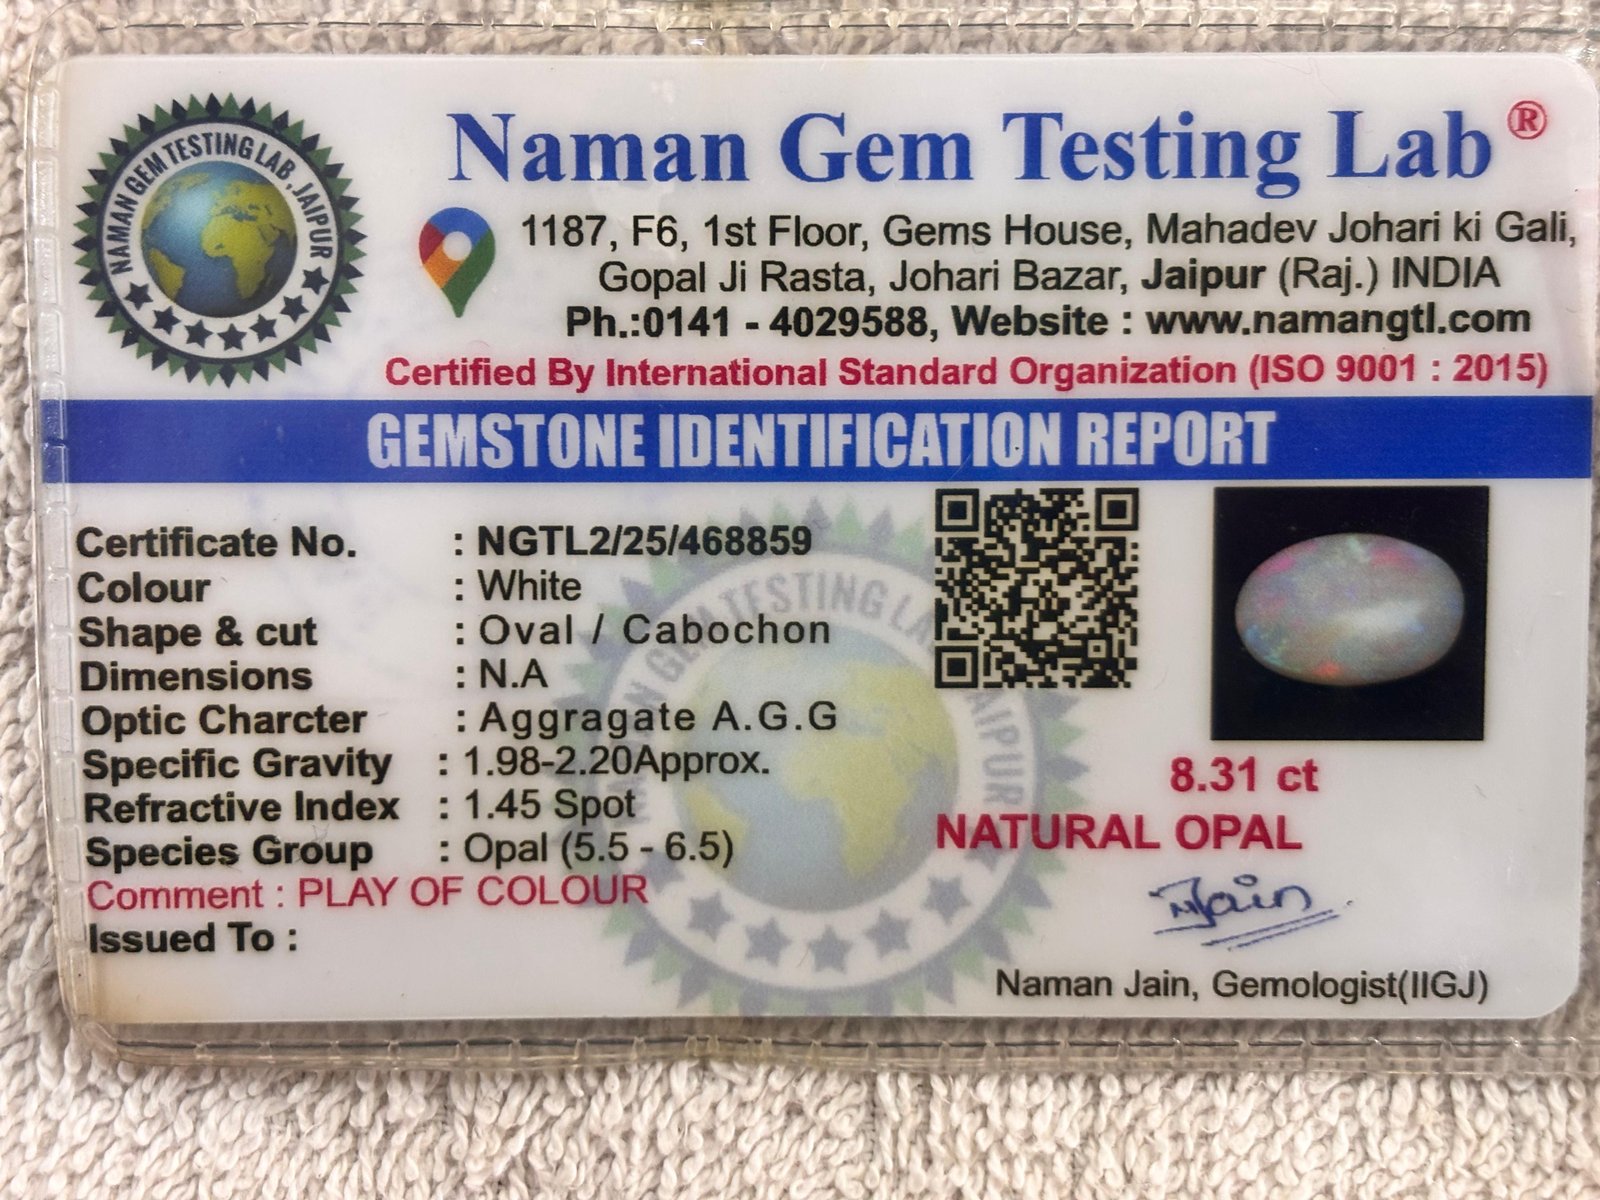 NAMAN GEM TESTING LAB, JAIPUR
Naman Gem Testing Lab ®
1187, F6, 1st Floor, Gems House, Mahadev Johari ki Gali,
Gopal Ji Rasta, Johari Bazar, Jaipur (Raj.) INDIA
Ph.:0141 - 4029588, Website : www.namangtl.com
Certified By International Standard Organization (ISO 9001 : 2015)
GEMSTONE IDENTIFICATION REPORT
Certificate No. : NGTL2/25/468859
Colour : White
Shape & cut : Oval / Cabochon
Dimensions : N.A
Optic Charcter : Aggragate A.G.G
Specific Gravity : 1.98-2.20Approx.
Refractive Index : 1.45 Spot
Species Group : Opal (5.5 - 6.5)
Comment : PLAY OF COLOUR
Issued To :
8.31 ct
NATURAL OPAL
NJain
Naman Jain, Gemologist(IIGJ)